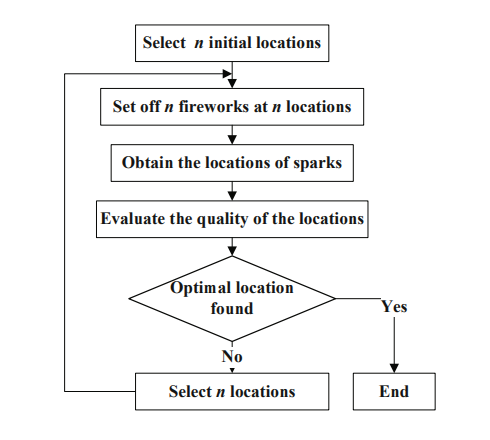 Select n initial locations
Set off n fireworks at n locations
Obtain the locations of sparks
Evaluate the quality of the locations
Optimal location
found
Yes
No
Select n locations
End